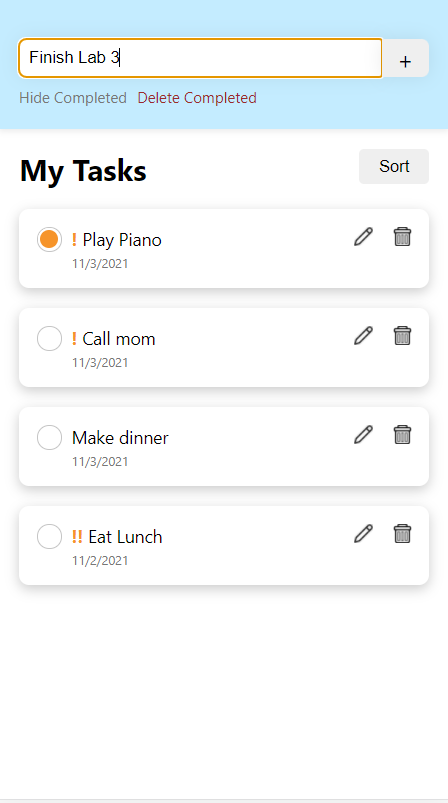 Finish Lab 3 +
Hide Completed Delete Completed
My Tasks Sort
! Play Piano
11/3/2021
! Call mom
11/3/2021
Make dinner
11/3/2021
!! Eat Lunch
11/2/2021